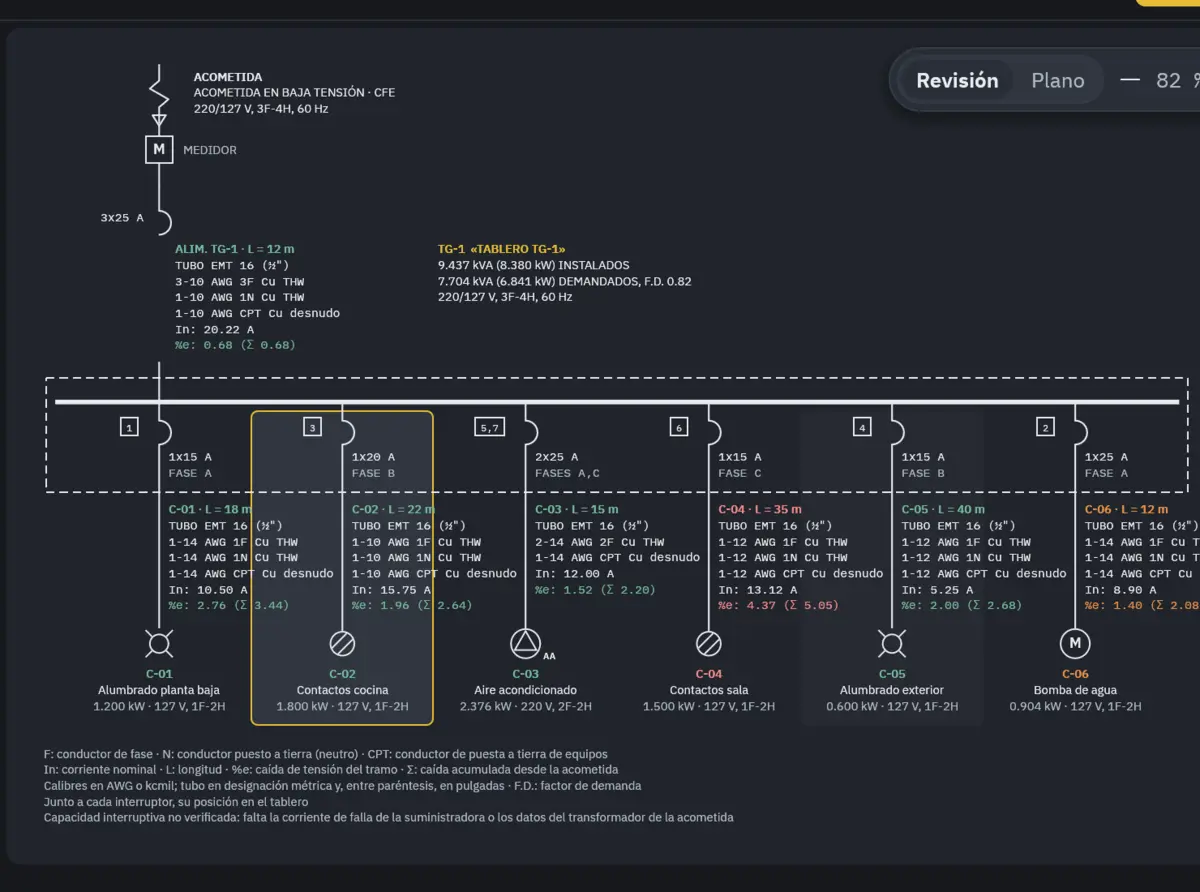 ACOMETIDA
ACOMETIDA EN BAJA TENSIÓN · CFE
220/127 V, 3F-4H, 60 Hz
Revisión
Plano
— 82 %
M
MEDIDOR
3x25 A
ALIM. TG-1 · L = 12 m
TUBO EMT 16 (½")
3-10 AWG 3F Cu THW
1-10 AWG 1N Cu THW
1-10 AWG CPT Cu desnudo
In: 20.22 A
%e: 0.68 (Σ 0.68)
TG-1 «TABLERO TG-1»
9.437 kVA (8.380 kW) INSTALADOS
7.704 kVA (6.841 kW) DEMANDADOS, F.D. 0.82
220/127 V, 3F-4H, 60 Hz
1
1x15 A
FASE A
C-01 · L = 18 m
TUBO EMT 16 (½")
1-14 AWG 1F Cu THW
1-14 AWG 1N Cu THW
1-14 AWG CPT Cu desnudo
In: 10.50 A
%e: 2.76 (Σ 3.44)
C-01
Alumbrado planta baja
1.200 kW · 127 V, 1F-2H
3
1x20 A
FASE B
C-02 · L = 22 m
TUBO EMT 16 (½")
1-10 AWG 1F Cu THW
1-10 AWG 1N Cu THW
1-10 AWG CPT Cu desnudo
In: 15.75 A
%e: 1.96 (Σ 2.64)
C-02
Contactos cocina
1.800 kW · 127 V, 1F-2H
5,7
2x25 A
FASES A,C
C-03 · L = 15 m
TUBO EMT 16 (½")
2-14 AWG 2F Cu THW
1-14 AWG CPT Cu desnudo
In: 12.00 A
%e: 1.52 (Σ 2.20)
AA
C-03
Aire acondicionado
2.376 kW · 220 V, 2F-2H
6
1x15 A
FASE C
C-04 · L = 35 m
TUBO EMT 16 (½")
1-12 AWG 1F Cu THW
1-12 AWG 1N Cu THW
1-12 AWG CPT Cu desnudo
In: 13.12 A
%e: 4.37 (Σ 5.05)
C-04
Contactos sala
1.500 kW · 127 V, 1F-2H
4
1x15 A
FASE B
C-05 · L = 40 m
TUBO EMT 16 (½")
1-12 AWG 1F Cu THW
1-12 AWG 1N Cu THW
1-12 AWG CPT Cu desnudo
In: 5.25 A
%e: 2.00 (Σ 2.68)
C-05
Alumbrado exterior
0.600 kW · 127 V, 1F-2H
2
1x25 A
FASE A
C-06 · L = 12 m
TUBO EMT 16 (½")
1-14 AWG 1F Cu T
1-14 AWG 1N Cu T
1-14 AWG CPT Cu
In: 8.90 A
%e: 1.40 (Σ 2.08
M
C-06
Bomba de agua
0.904 kW · 127 V, 1F-2H
F: conductor de fase · N: conductor puesto a tierra (neutro) · CPT: conductor de puesta a tierra de equipos
In: corriente nominal · L: longitud · %e: caída de tensión del tramo · Σ: caída acumulada desde la acometida
Calibres en AWG o kcmil; tubo en designación métrica y, entre paréntesis, en pulgadas · F.D.: factor de demanda
Junto a cada interruptor, su posición en el tablero
Capacidad interruptiva no verificada: falta la corriente de falla de la suministradora o los datos del transformador de la acometida